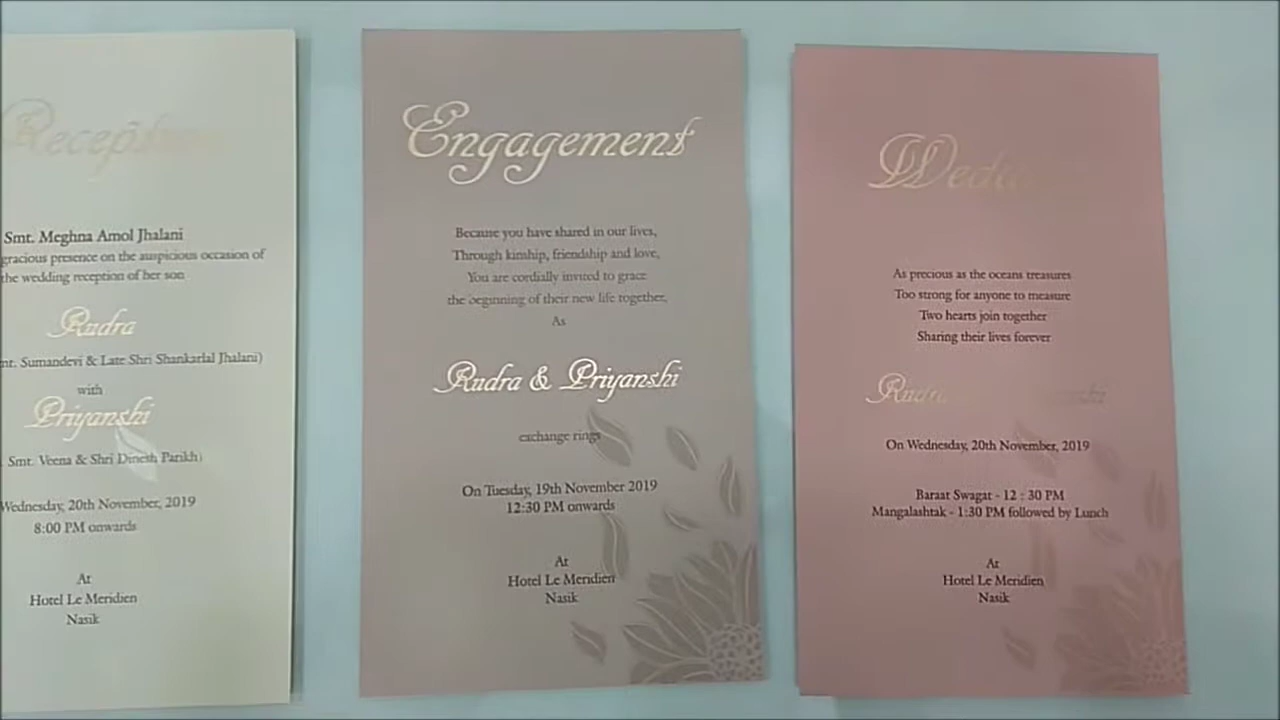 Smt. Meghna Amol Jhalani
gracious presence on the auspicious occasion of
the wedding reception of her son
Rudra
Sumandevi & Late Shri Shankarlal Jhalani)
with
Priyanshi
Smt. Veena & Shri Dinesh Parikh)
Wednesday, 20th November, 2019
8:00 PM onwards
At
Hotel Le Meridien
Nasik
Engagement
Because you have shared in our lives,
Through kinship, friendship and love,
You are cordially invited to grace
the beginning of their new life together,
As
Rudra & Priyanshi
exchange rings
On Tuesday, 19th November 2019
12:30 PM onwards
At
Hotel Le Meridien
Nasik
As precious as the oceans treasures
Too strong for anyone to measure
Two hearts join together
Sharing their lives forever
On Wednesday, 20th November, 2019
Baraat Swagat - 12 : 30 PM
Mangalashtak - 1:30 PM followed by Lunch
At
Hotel Le Meridien
Nasik